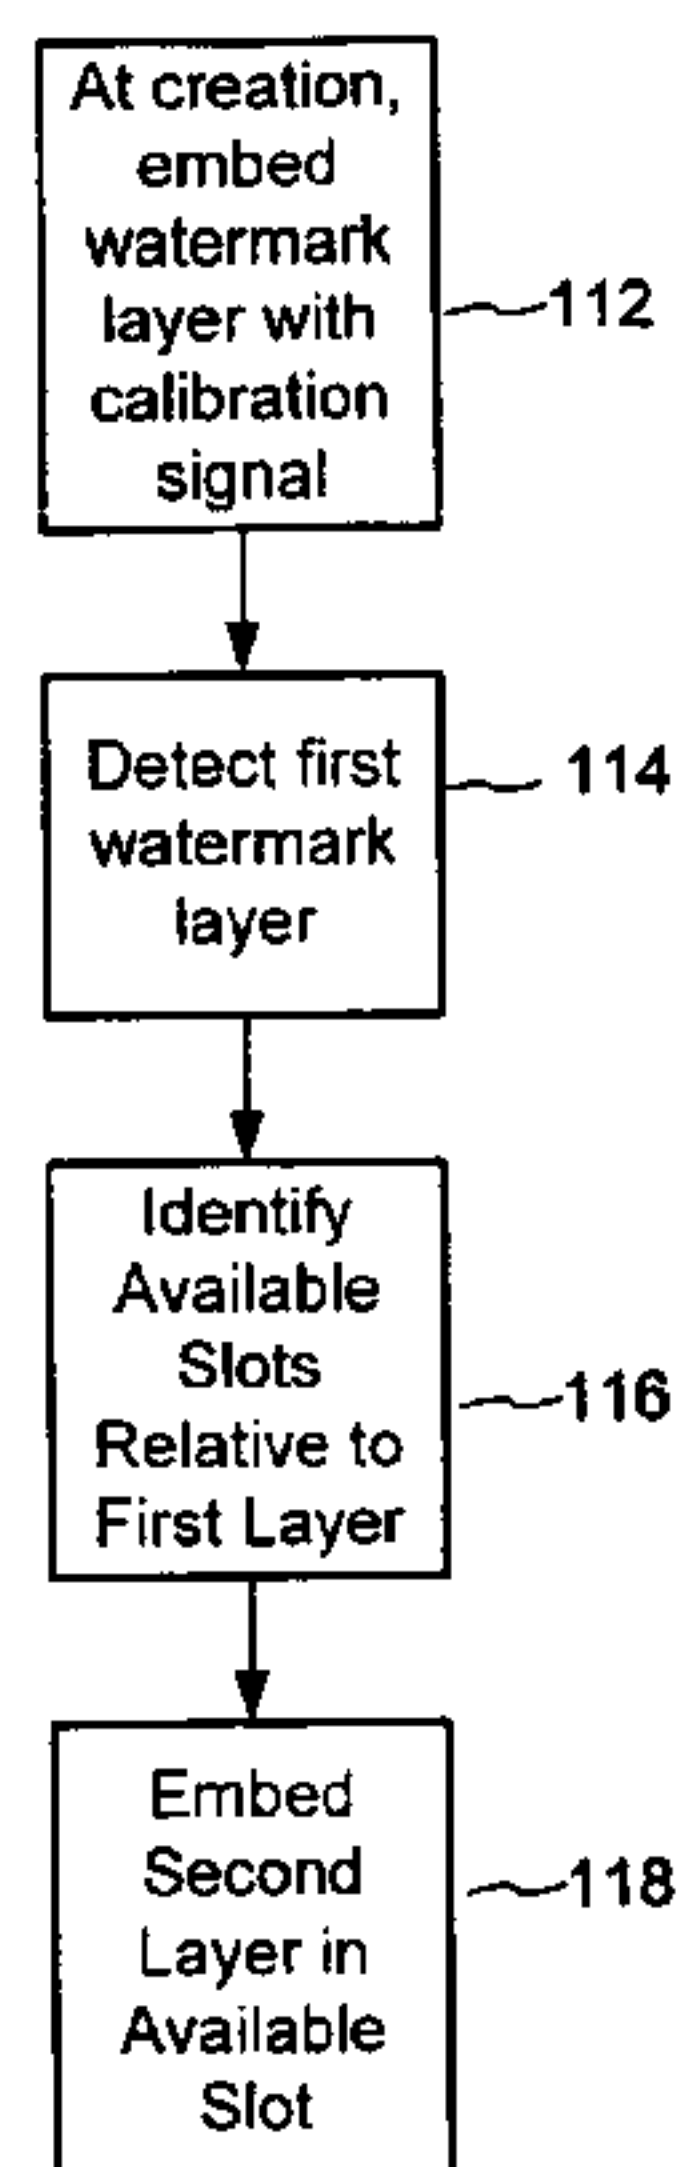 At creation,
embed
watermark
layer with
calibration
signal
112
Detect first
watermark
layer
114
Identify
Available
Slots
Relative to
First Layer
116
Embed
Second
Layer in
Available
Slot
118